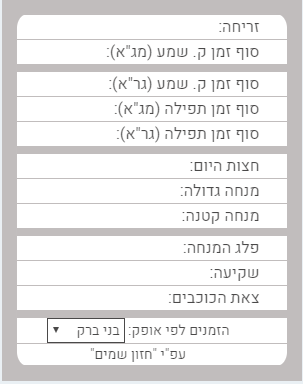 זריחה:
סוף זמן ק. שמע (מג"א):
סוף זמן ק. שמע (גר"א):
סוף זמן תפילה (מג"א):
סוף זמן תפילה (גר"א):
חצות היום:
מנחה גדולה:
מנחה קטנה:
פלג המנחה:
שקיעה:
צאת הכוכבים:
הזמנים לפי אופק: בני ברק
עפ"י "חזון שמים"